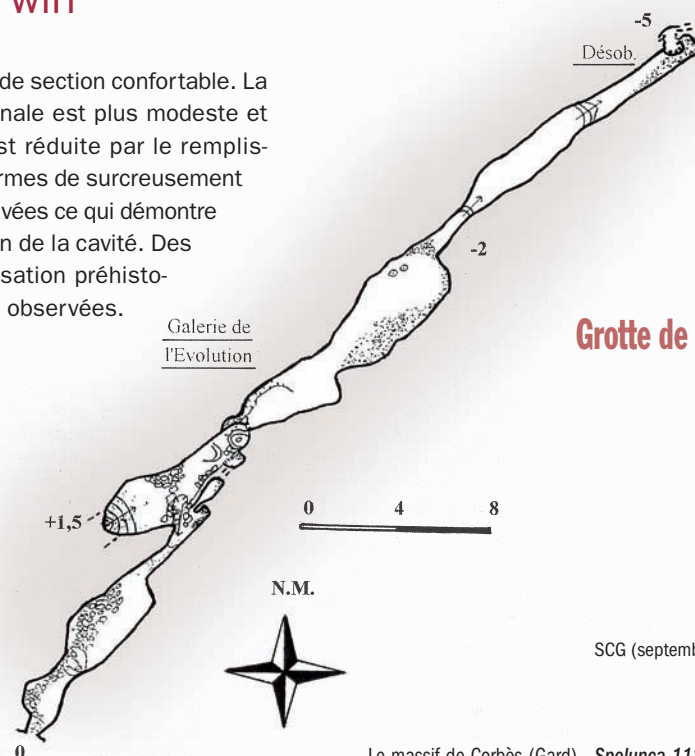 de section confortable. La
nale est plus modeste et
st réduite par le remplis-
rmes de surcreusement
vées ce qui démontre
n de la cavité. Des
sation préhisto-
observées.
-5
Désob.
-2
Galerie de
l'Evolution
Grotte de
+1,5
0 4 8
N.M.
SCG (septemb
0
Le massif de Corbès (Gard) Spelunca 11